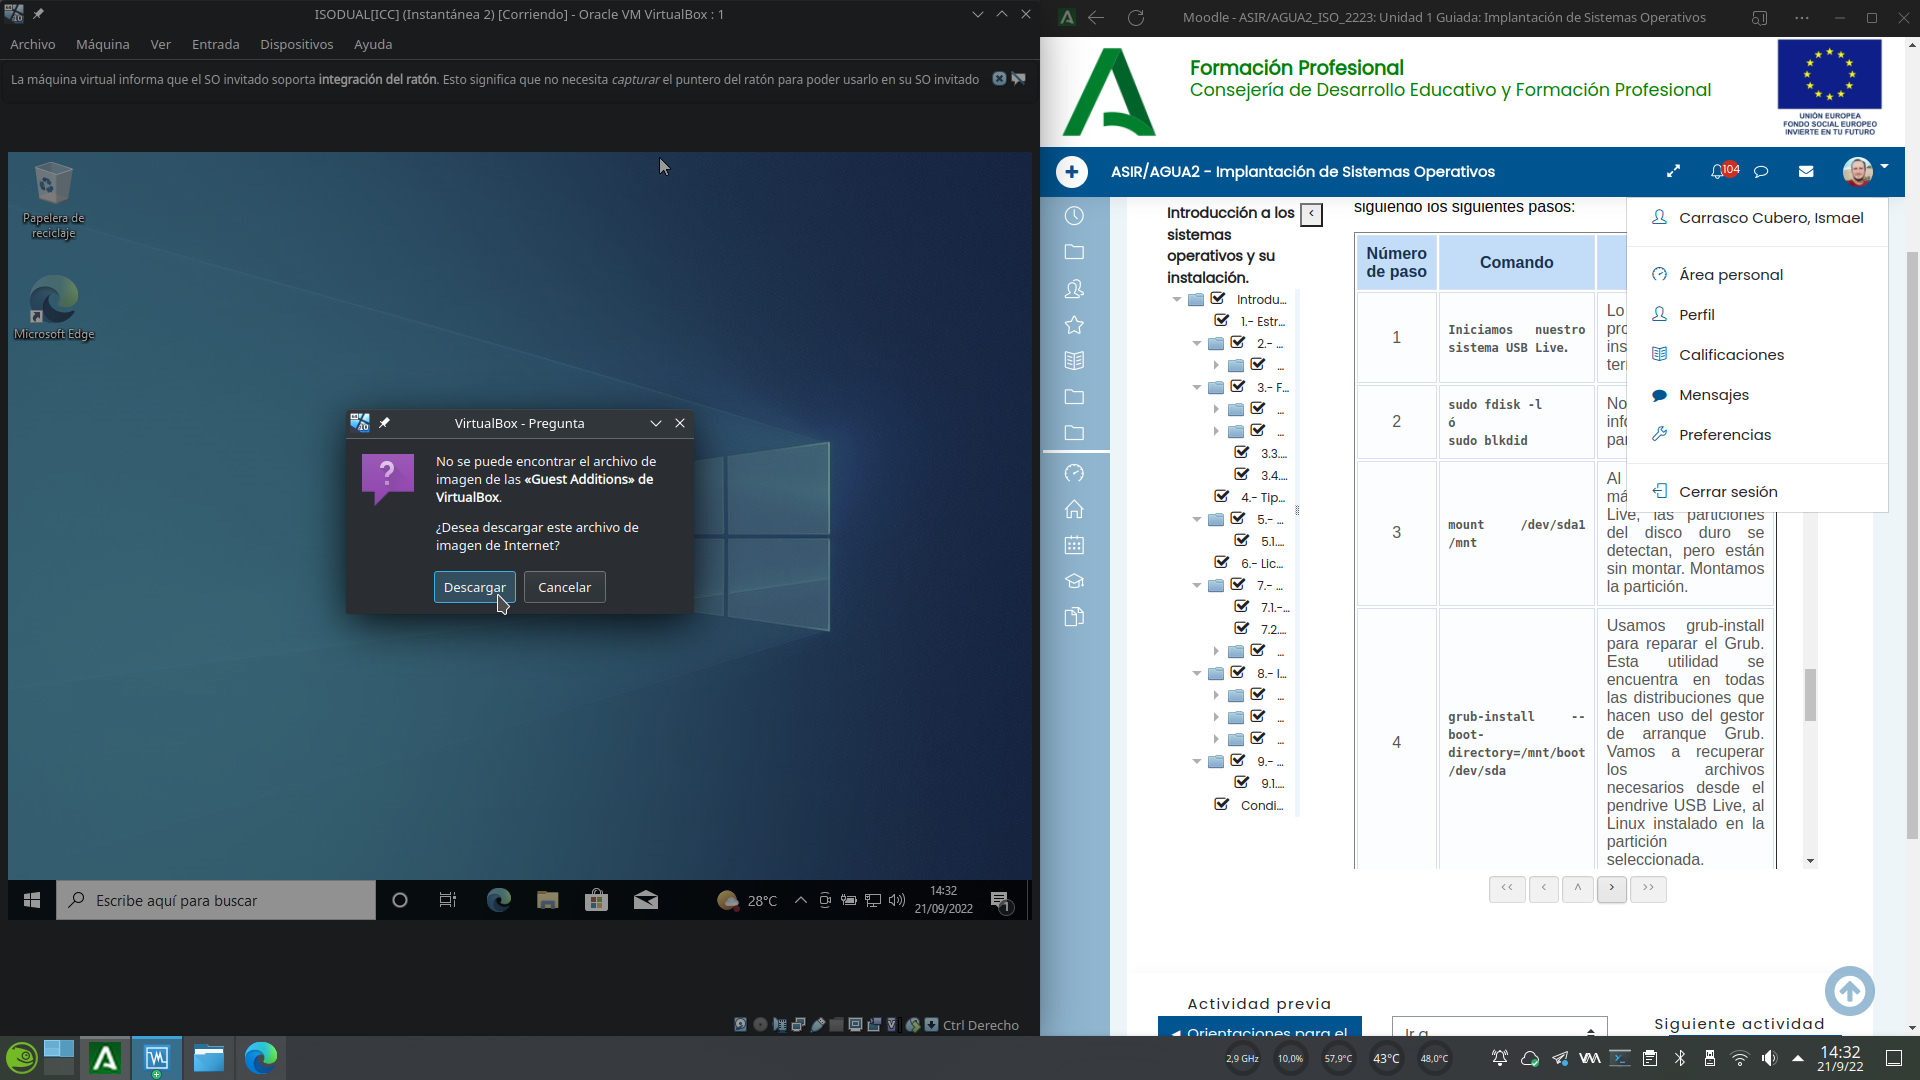 ISODUAL[ICC] (Instantánea 2) [Corriendo] - Oracle VM VirtualBox : 1
Archivo
Máquina
Ver
Entrada
Dispositivos
Ayuda
La máquina virtual informa que el SO invitado soporta integración del ratón. Esto significa que no necesita capturar el puntero del ratón para poder usarlo en su SO invitado
Papelera de
reciclaje
Microsoft Edge
VirtualBox - Pregunta
No se puede encontrar el archivo de
imagen de las «Guest Additions» de
VirtualBox.
¿Desea descargar este archivo de
imagen de Internet?
Descargar
Cancelar
Escribe aquí para buscar
28°C
14:32
21/09/2022
1
Ctrl Derecho
Moodle - ASIR/AGUA2_ISO_2223: Unidad 1 Guiada: Implantación de Sistemas Operativos
Formación Profesional
Consejería de Desarrollo Educativo y Formación Profesional
UNIÓN EUROPEA
FONDO SOCIAL EUROPEO
INVIERTE EN TU FUTURO
ASIR/AGUA2 - Implantación de Sistemas Operativos
104
Introducción a los
sistemas
operativos y su
instalación.
Introdu...
1.- Estr...
2.- ...
...
3.- F...
...
...
3.3....
3.4....
4.- Tip...
5.- ...
5.1....
6.- Lic...
7.- ...
7.1.-...
7.2....
...
8.- I...
...
...
...
9.- ...
9.1....
Condi...
siguiendo los siguientes pasos:
Número
de paso
Comando
1
Iniciamos nuestro
sistema USB Live.
Lo
pro
ins
ter
2
sudo fdisk -l
ó
sudo blkdid
No
info
par
3
mount /dev/sda1
/mnt
Al
má
Live, las particiones
del disco duro se
detectan, pero están
sin montar. Montamos
la partición.
4
grub-install --
boot-
directory=/mnt/boot
/dev/sda
Usamos grub-install
para reparar el Grub.
Esta utilidad se
encuentra en todas
las distribuciones que
hacen uso del gestor
de arranque Grub.
Vamos a recuperar
los archivos
necesarios desde el
pendrive USB Live, al
Linux instalado en la
partición
seleccionada.
Carrasco Cubero, Ismael
Área personal
Perfil
Calificaciones
Mensajes
Preferencias
Cerrar sesión
Actividad previa
◄ Orientaciones para el
Ir a
Siguiente actividad
2,9 GHz
10,0%
57,9°C
43°C
48,0°C
14:32
21/9/22